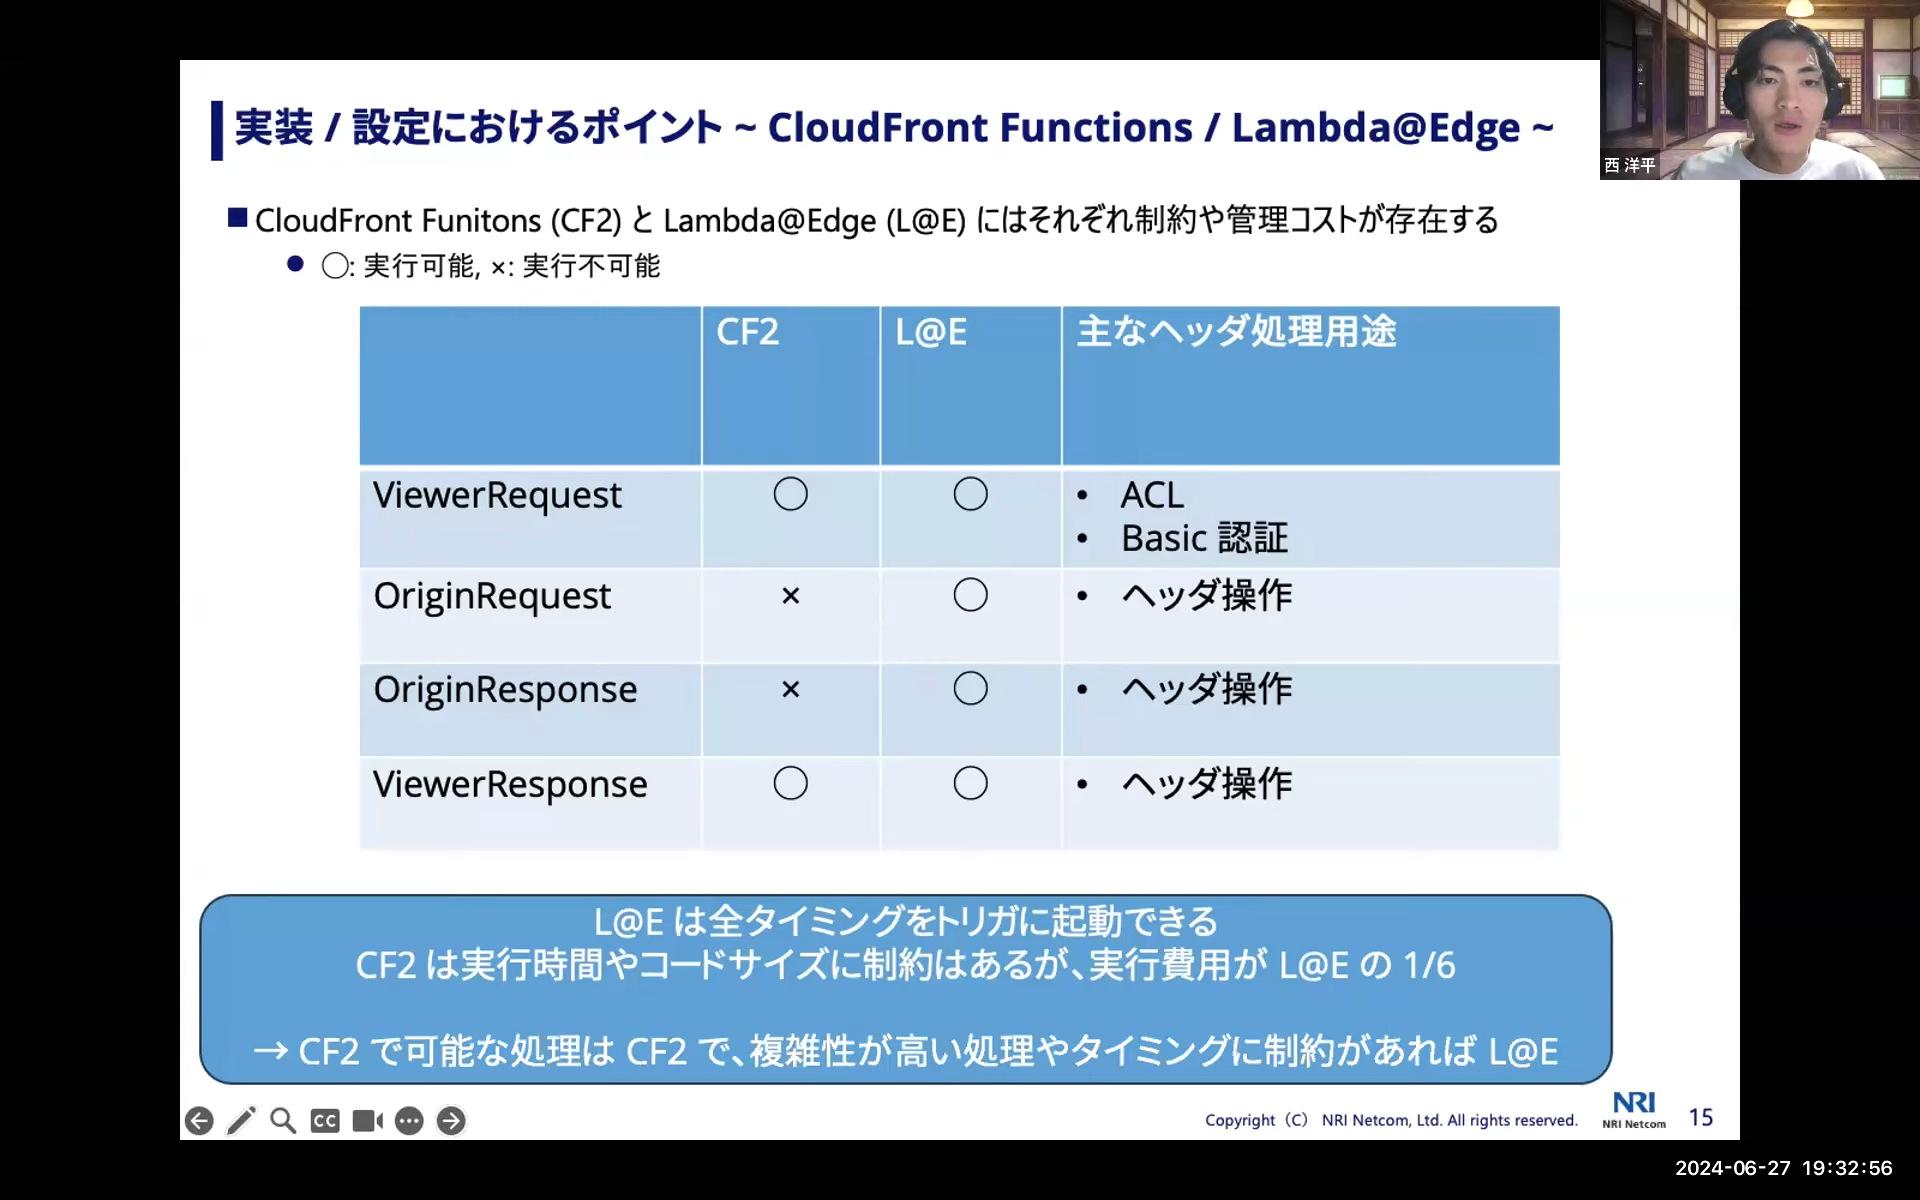 実装 / 設定におけるポイント ~ CloudFront Functions / Lambda@Edge ~
西 洋平
■ CloudFront Funitons (CF2) と Lambda@Edge (L@E) にはそれぞれ制約や管理コストが存在する
● ◯: 実行可能, ×: 実行不可能
CF2 L@E 主なヘッダ処理用途
ViewerRequest ◯ ◯ • ACL
• Basic 認証
OriginRequest × ◯ • ヘッダ操作
OriginResponse × ◯ • ヘッダ操作
ViewerResponse ◯ ◯ • ヘッダ操作
L@E は全タイミングをトリガに起動できる
CF2 は実行時間やコードサイズに制約はあるが、実行費用が L@E の 1/6
→ CF2 で可能な処理は CF2 で、複雑性が高い処理やタイミングに制約があれば L@E
CC
Copyright（C） NRI Netcom, Ltd. All rights reserved.
NRI
NRI Netcom
15
2024-06-27 19:32:56